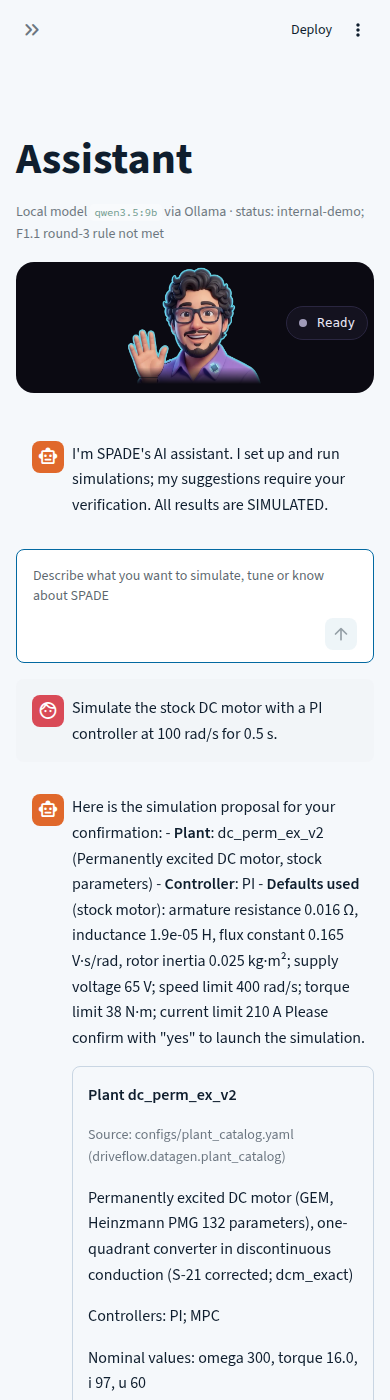 Deploy
Assistant
Local model qwen3.5:9b via Ollama · status: internal-demo;
F1.1 round-3 rule not met
Ready
I'm SPADE's AI assistant. I set up and run
simulations; my suggestions require your
verification. All results are SIMULATED.
Describe what you want to simulate, tune or know
about SPADE
Simulate the stock DC motor with a PI
controller at 100 rad/s for 0.5 s.
Here is the simulation proposal for your
confirmation: - Plant: dc_perm_ex_v2
(Permanently excited DC motor, stock
parameters) - Controller: PI - Defaults used
(stock motor): armature resistance 0.016 Ω,
inductance 1.9e-05 H, flux constant 0.165
V·s/rad, rotor inertia 0.025 kg·m²; supply
voltage 65 V; speed limit 400 rad/s; torque
limit 38 N·m; current limit 210 A Please
confirm with "yes" to launch the simulation.
Plant dc_perm_ex_v2
Source: configs/plant_catalog.yaml
(driveflow.datagen.plant_catalog)
Permanently excited DC motor (GEM,
Heinzmann PMG 132 parameters), one-
quadrant converter in discontinuous
conduction (S-21 corrected; dcm_exact)
Controllers: PI; MPC
Nominal values: omega 300, torque 16.0,
i 97, u 60